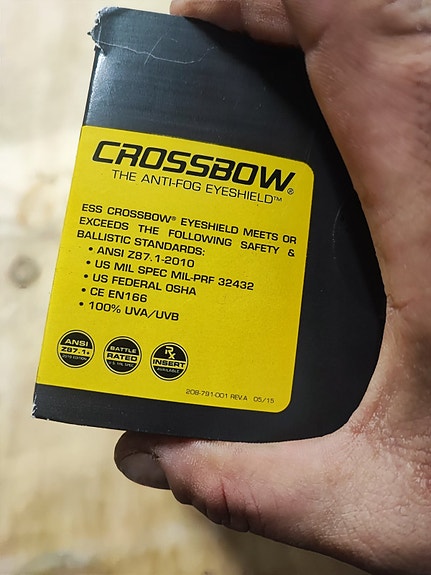 CROSSBOW®
THE ANTI-FOG EYESHIELD™
ESS CROSSBOW® EYESHIELD MEETS OR
EXCEEDS THE FOLLOWING SAFETY &
BALLISTIC STANDARDS:
• ANSI Z87.1-2010
• US MIL SPEC MIL-PRF 32432
• US FEDERAL OSHA
• CE EN166
• 100% UVA/UVB
ANSI
Z87.1+
BATTLE
RATED
Rx
INSERT
AVAILABLE
208-791-001 REV.A 05/15